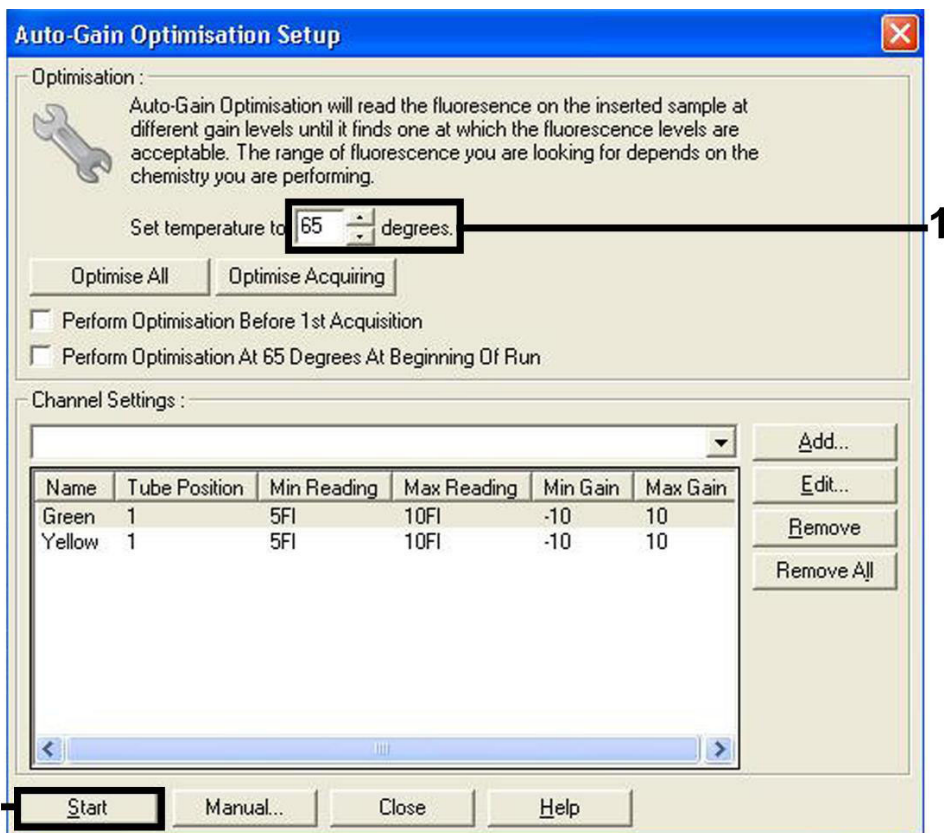 Auto-Gain Optimisation Setup
Optimisation :
Auto-Gain Optimisation will read the fluoresence on the inserted sample at
different gain levels until it finds one at which the fluorescence levels are
acceptable. The range of fluorescence you are looking for depends on the
chemistry you are performing.
Set temperature to 65 degrees. 1
Optimise All Optimise Acquiring
Perform Optimisation Before 1st Acquisition
Perform Optimisation At 65 Degrees At Beginning Of Run
Channel Settings :
Add...
Name Tube Position Min Reading Max Reading Min Gain Max Gain Edit...
Green 1 5Fl 10Fl -10 10 Remove
Yellow 1 5Fl 10Fl -10 10
Remove All
Start Manual... Close Help